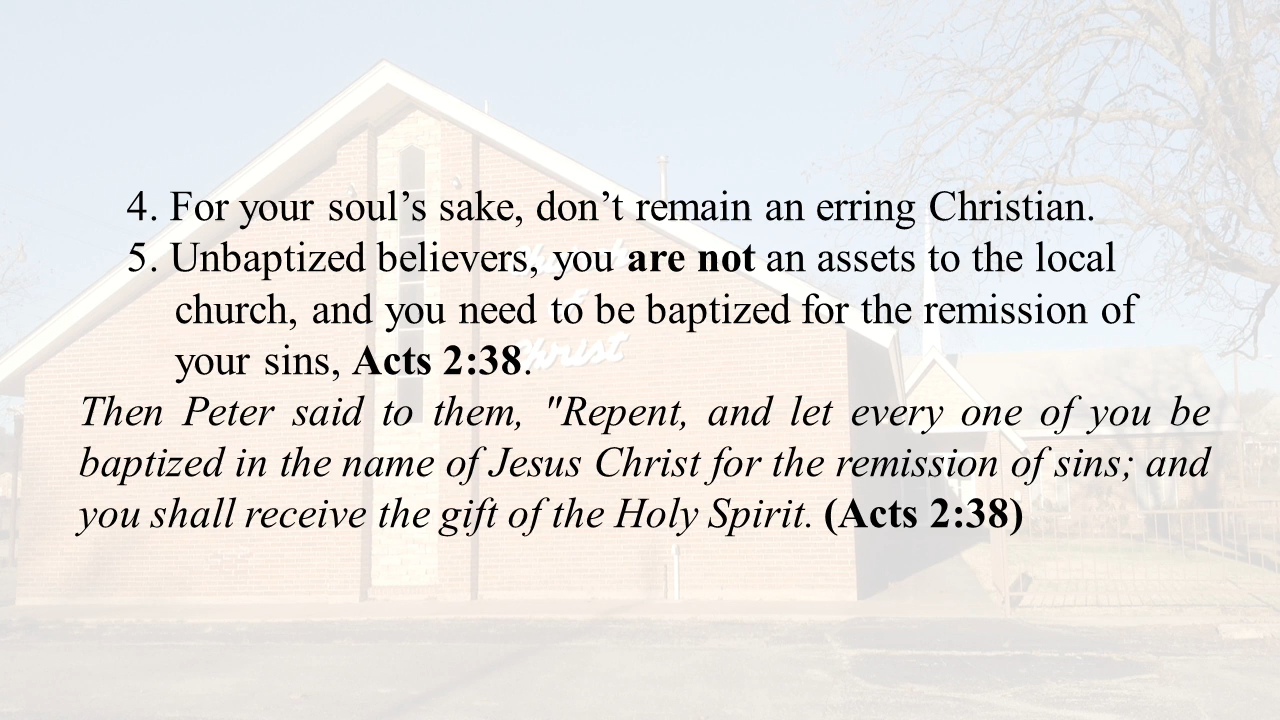 4. For your soul’s sake, don’t remain an erring Christian.
5. Unbaptized believers, you are not an assets to the local
church, and you need to be baptized for the remission of
your sins, Acts 2:38.
Then Peter said to them, "Repent, and let every one of you be
baptized in the name of Jesus Christ for the remission of sins; and
you shall receive the gift of the Holy Spirit. (Acts 2:38)
Christ